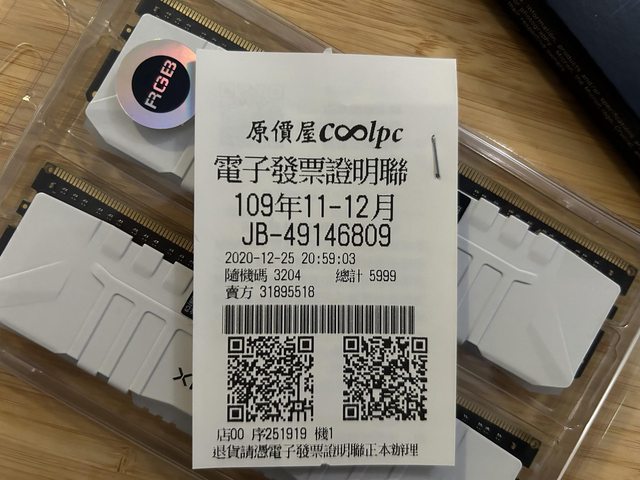 RGB
原價屋coolpc
電子發票證明聯
109年11-12月
JB-49146809
2020-12-25 20:59:03
隨機碼 3204 總計 5999
賣方 31895518
店00 序251919 機1
退貨請憑電子發票證明聯正本辦理